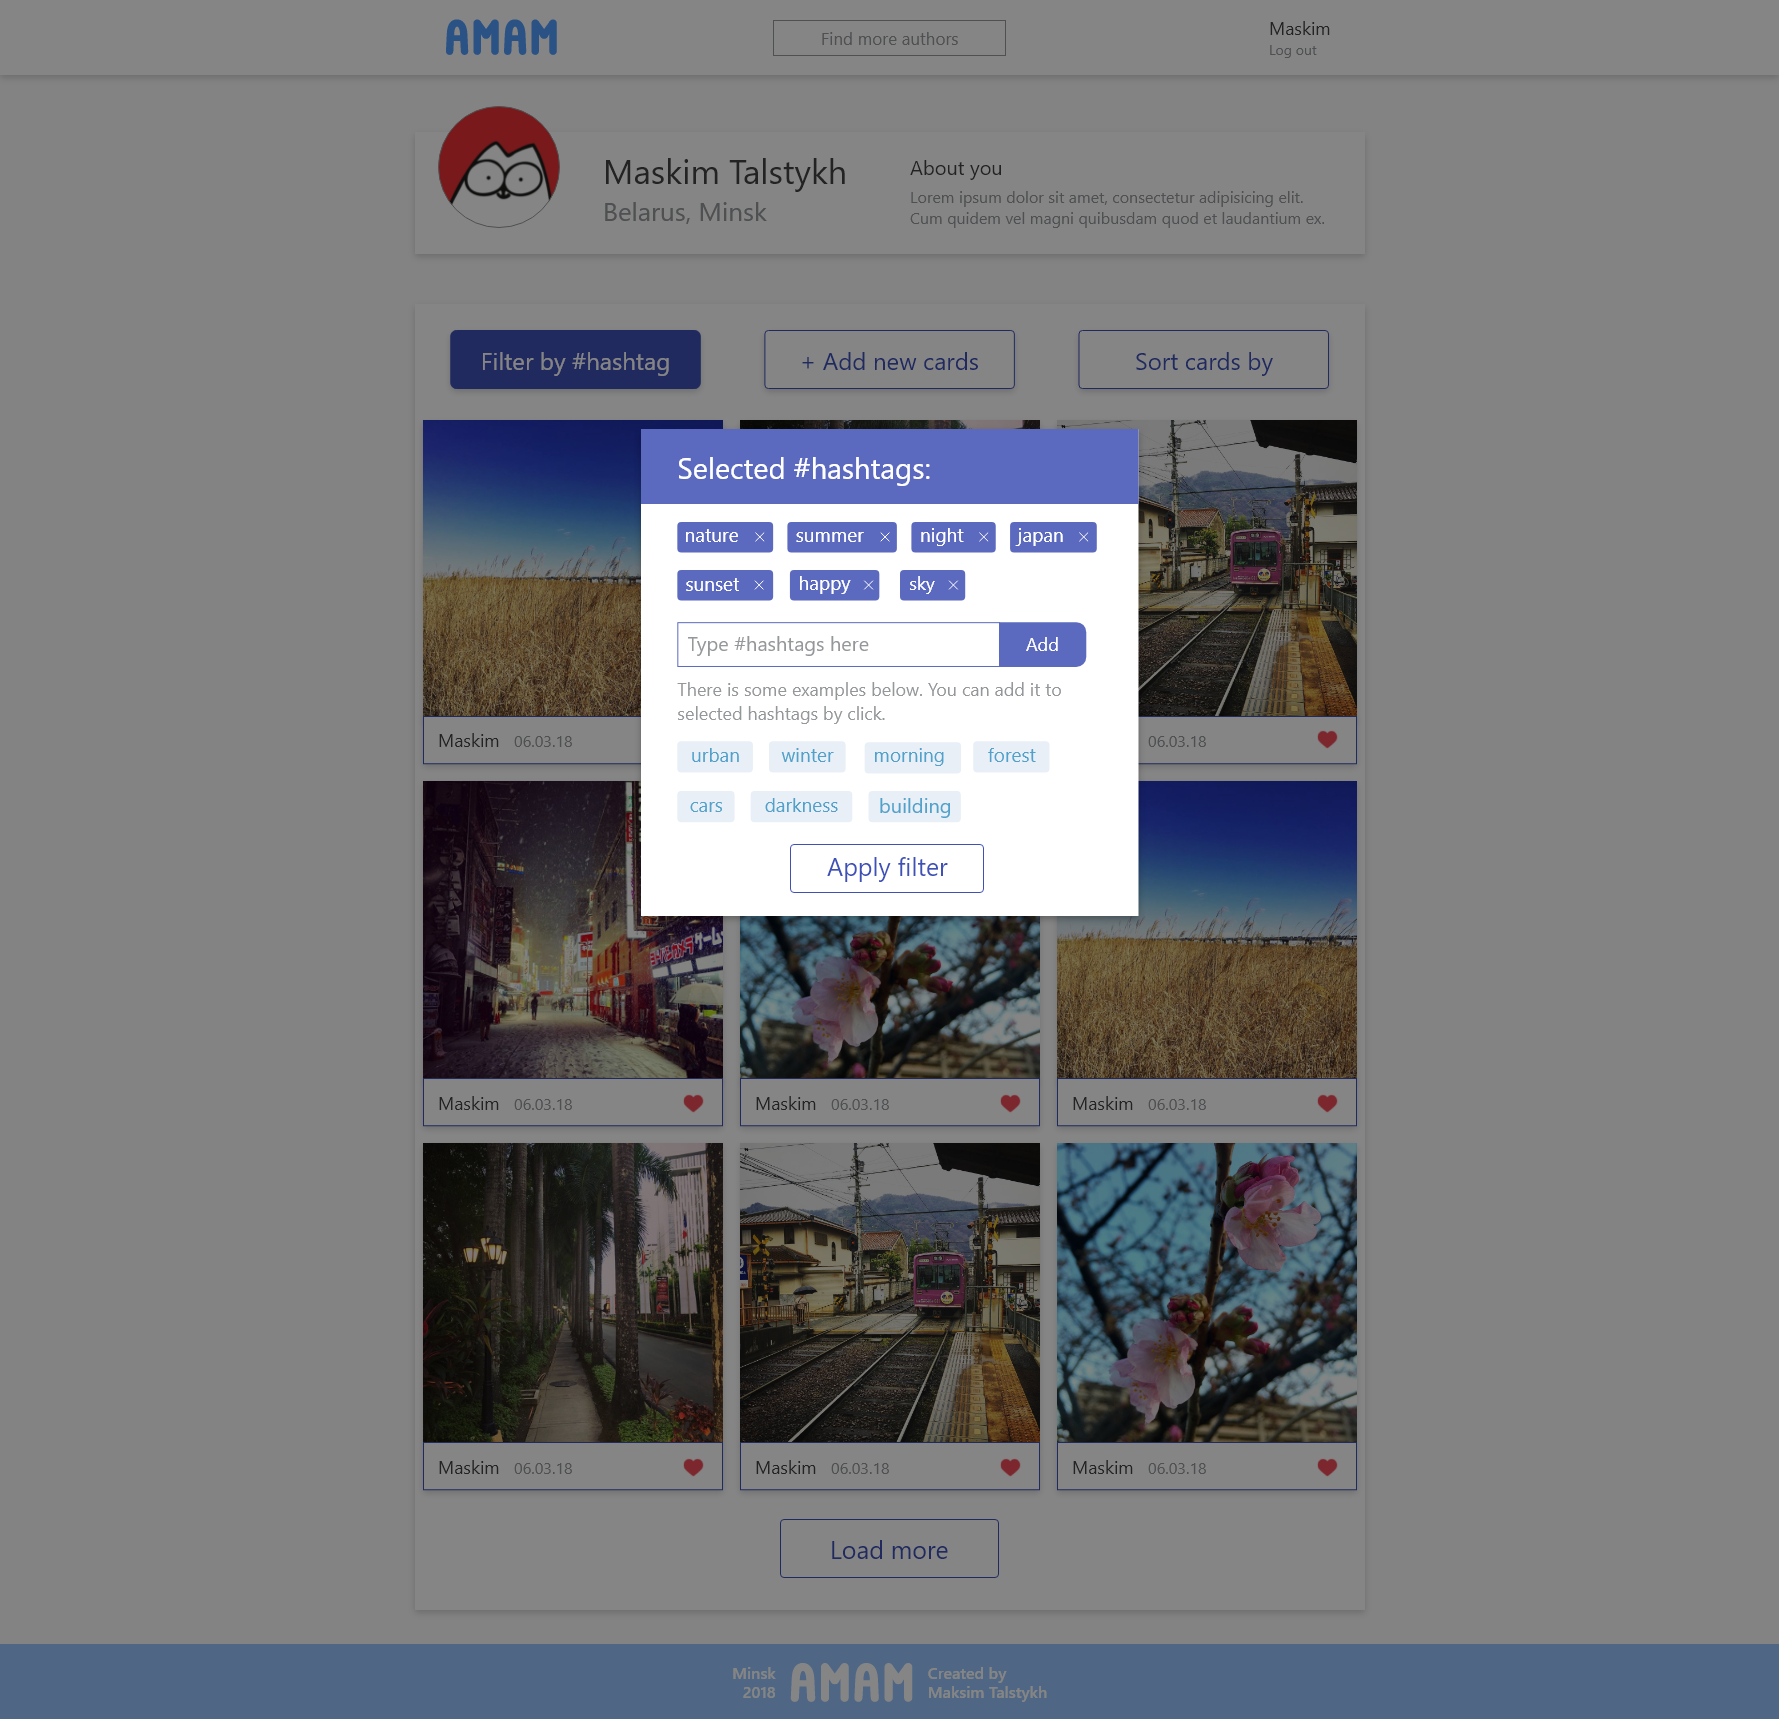 AMAM
Find more authors
Maskim
Log out
Maskim Talstykh
Belarus, Minsk
About you
Lorem ipsum dolor sit amet, consectetur adipisicing elit.
Cum quidem vel magni quibusdam quod et laudantium ex.
Filter by #hashtag
+ Add new cards
Sort cards by
Selected #hashtags:
nature × summer × night × japan ×
sunset × happy × sky ×
Type #hashtags here Add
There is some examples below. You can add it to
selected hashtags by click.
urban winter morning forest
cars darkness building
Apply filter
Maskim 06.03.18
06.03.18
Maskim 06.03.18
Maskim 06.03.18
Maskim 06.03.18
Maskim 06.03.18
Maskim 06.03.18
Maskim 06.03.18
Load more
Minsk
2018
AMAM
Created by
Maksim Talstykh